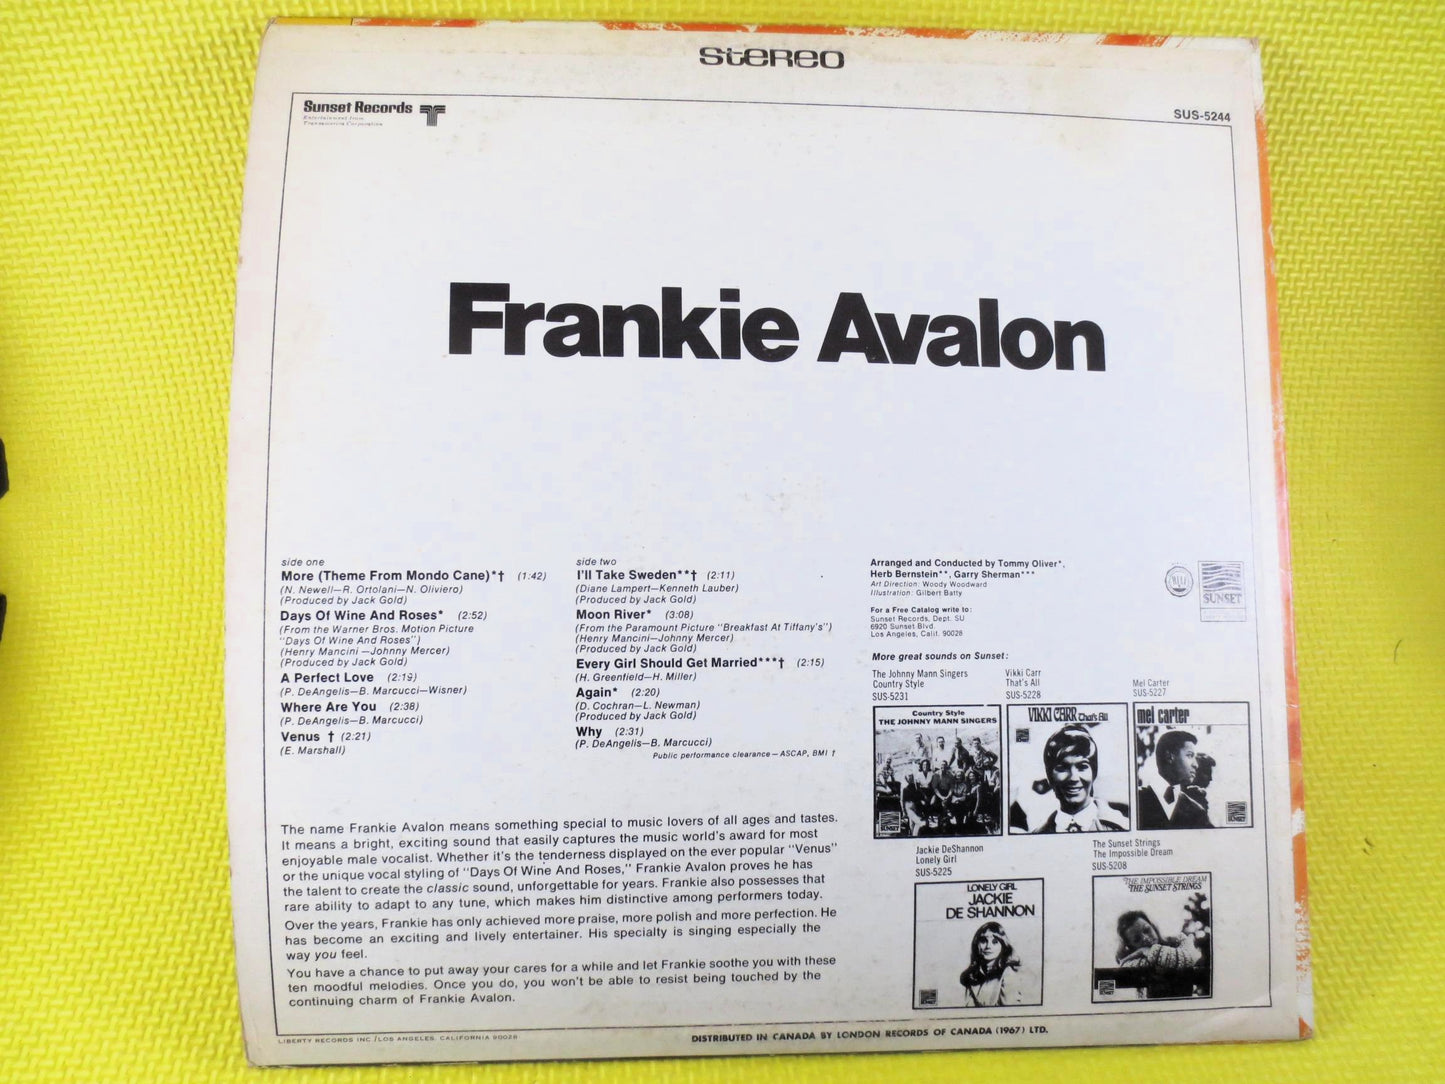 STEREO
Sunset Records
Entertainment from
Transamerica Corporation
SUS-5244
Frankie Avalon
side one
More (Theme From Mondo Cane)*† (1:42)
(N. Newell—R. Ortolani—N. Oliviero)
(Produced by Jack Gold)
Days Of Wine And Roses* (2:52)
(From the Warner Bros. Motion Picture
"Days Of Wine And Roses")
(Henry Mancini—Johnny Mercer)
(Produced by Jack Gold)
A Perfect Love (2:19)
(P. DeAngelis—B. Marcucci—Wisner)
Where Are You (2:38)
(P. DeAngelis—B. Marcucci)
Venus † (2:21)
(E. Marshall)
side two
I'll Take Sweden**† (2:11)
(Diane Lampert—Kenneth Lauber)
(Produced by Jack Gold)
Moon River* (3:08)
(From the Paramount Picture "Breakfast At Tiffany's")
(Henry Mancini—Johnny Mercer)
(Produced by Jack Gold)
Every Girl Should Get Married***† (2:15)
(H. Greenfield—H. Miller)
Again* (2:20)
(D. Cochran—L. Newman)
(Produced by Jack Gold)
Why (2:31)
(P. DeAngelis—B. Marcucci)
Public performance clearance—ASCAP, BMI †
Arranged and Conducted by Tommy Oliver*,
Herb Bernstein**, Garry Sherman***
Art Direction: Woody Woodward
Illustration: Gilbert Batty
For a Free Catalog write to:
Sunset Records, Dept. SU
6920 Sunset Blvd.
Los Angeles, Calif. 90028
SUNSET
More great sounds on Sunset:
The Johnny Mann Singers
Country Style
SUS-5231
Vikki Carr
That's All
SUS-5228
Mel Carter
SUS-5227
Country Style
THE JOHNNY MANN SINGERS
SUNSET
VIKKI CARR That's All
mel carter
Jackie DeShannon
Lonely Girl
SUS-5225
The Sunset Strings
The Impossible Dream
SUS-5208
LONELY GIRL
JACKIE
DE SHANNON
THE IMPOSSIBLE DREAM
THE SUNSET STRINGS
The name Frankie Avalon means something special to music lovers of all ages and tastes.
It means a bright, exciting sound that easily captures the music world's award for most
enjoyable male vocalist. Whether it's the tenderness displayed on the ever popular "Venus"
or the unique vocal styling of "Days Of Wine And Roses," Frankie Avalon proves he has
the talent to create the classic sound, unforgettable for years. Frankie also possesses that
rare ability to adapt to any tune, which makes him distinctive among performers today.
Over the years, Frankie has only achieved more praise, more polish and more perfection. He
has become an exciting and lively entertainer. His specialty is singing especially the
way you feel.
You have a chance to put away your cares for a while and let Frankie soothe you with these
ten moodful melodies. Once you do, you won't be able to resist being touched by the
continuing charm of Frankie Avalon.
LIBERTY RECORDS INC./LOS ANGELES, CALIFORNIA 90028
DISTRIBUTED IN CANADA BY LONDON RECORDS OF CANADA (1967) LTD.